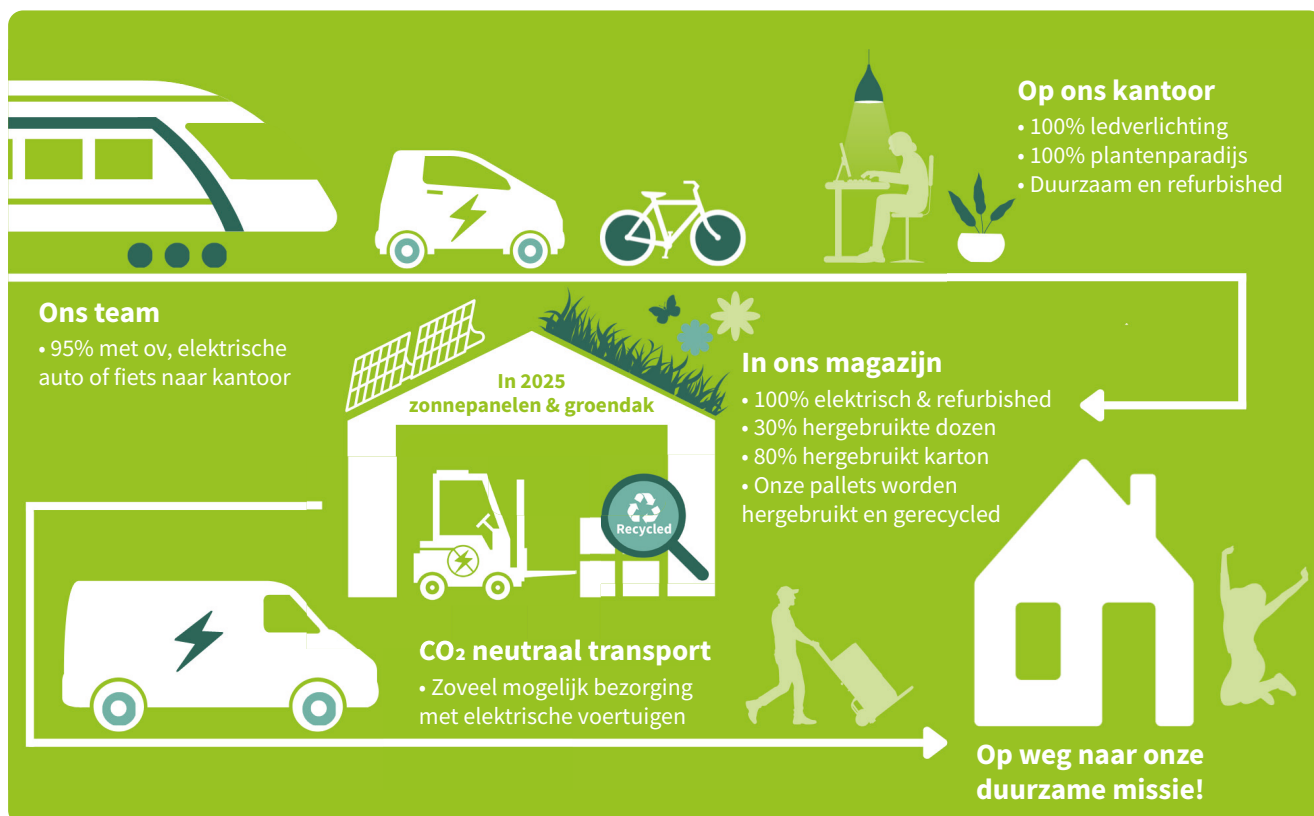 Op ons kantoor
• 100% ledverlichting
• 100% plantenparadijs
• Duurzaam en refurbished
Ons team
• 95% met ov, elektrische
auto of fiets naar kantoor
In 2025
zonnepanelen & groendak
In ons magazijn
• 100% elektrisch & refurbished
• 30% hergebruikte dozen
• 80% hergebruikt karton
• Onze pallets worden
hergebruikt en gerecycled
Recycled
CO₂ neutraal transport
• Zoveel mogelijk bezorging
met elektrische voertuigen
Op weg naar onze
duurzame missie!